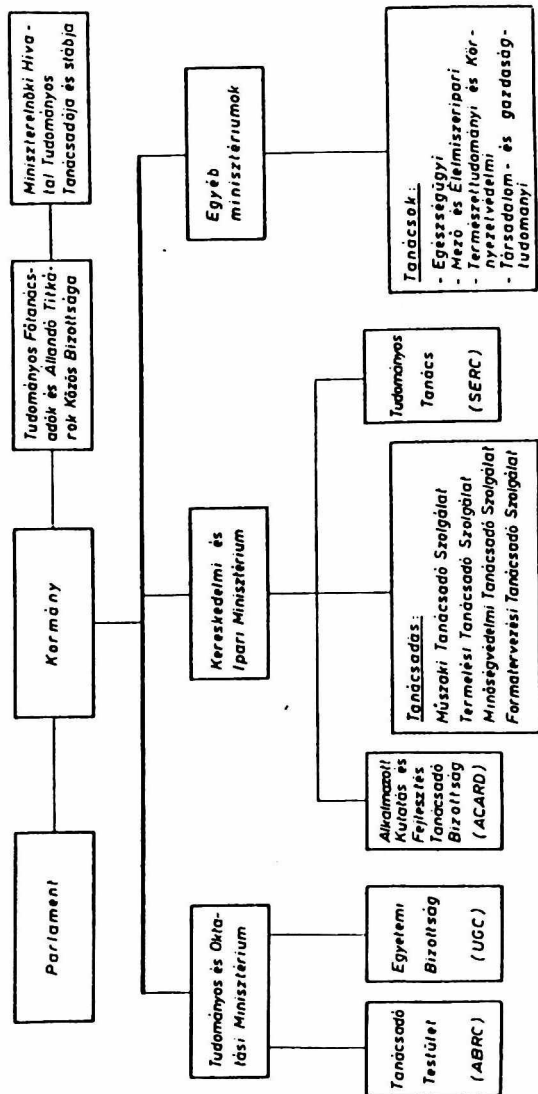 Parlament
Kormány
Tudományos Főtanács-
adók és Állandó Titká-
rok Közös Bizottsága
Miniszterelnöki Hiva-
tal Tudományos
Tanácsadója és stábja
Tudományos és Okta-
tási Minisztérium
Kereskedelmi és
Ipari Minisztérium
Egyéb
minisztériumok
Tanácsadó
Testület
(ABRC)
Egyetemi
Bizottság
(UGC)
Alkalmazott
Kutatás és
Fejlesztés
Tanácsadó
Bizottság
(ACARD)
Tanácsadás:
Műszaki Tanácsadó Szolgálat
Termelési Tanácsadó Szolgálat
Minőségvédelmi Tanácsadó Szolgálat
Formatervezési Tanácsadó Szolgálat
Tudományos
Tanács
(SERC)
Tanácsok:
- Egészségügyi
- Mező és Élelmiszeripari
- Természettudományi és Kör-
nyezetvédelmi
- Társadalom- és gazdaság-
tudományi